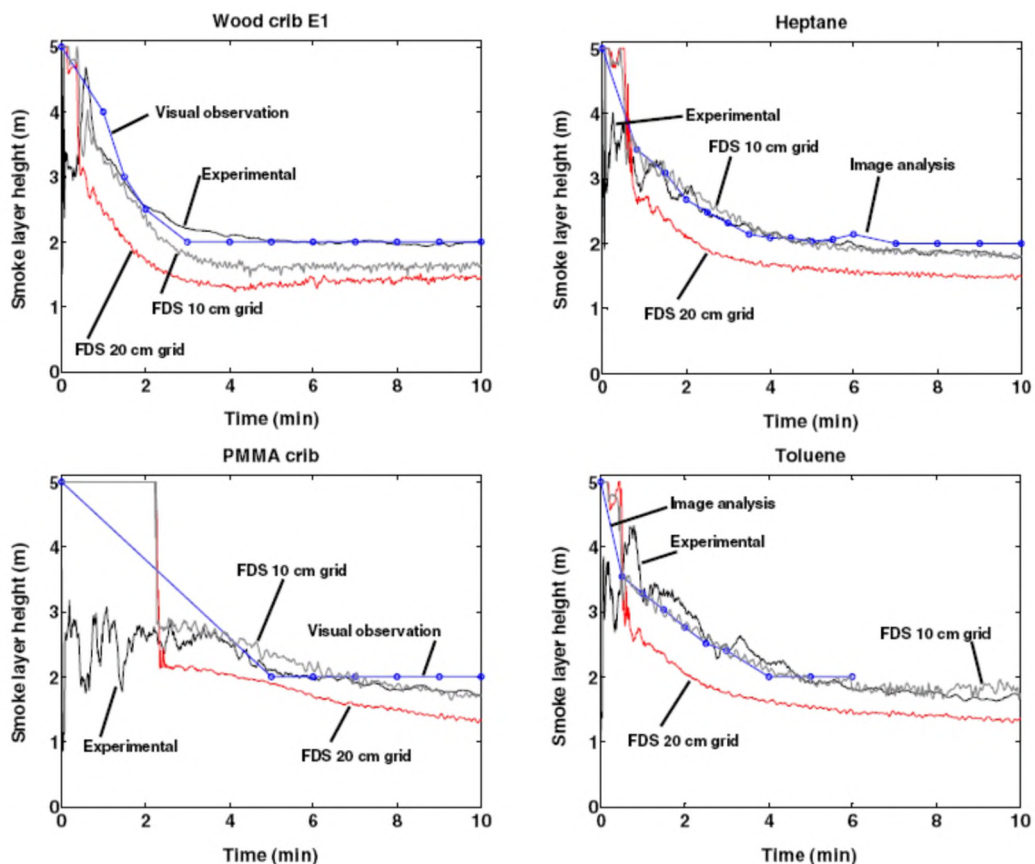 Wood crib E1
Smoke layer height (m)
5
4
3
2
1
0
Visual observation
Experimental
FDS 10 cm grid
FDS 20 cm grid
0 2 4 6 8 10
Time (min)
Heptane
Smoke layer height (m)
5
4
3
2
1
0
Experimental
FDS 10 cm grid
Image analysis
FDS 20 cm grid
0 2 4 6 8 10
Time (min)
PMMA crib
Smoke layer height (m)
5
4
3
2
1
0
FDS 10 cm grid
Visual observation
Experimental
FDS 20 cm grid
0 2 4 6 8 10
Time (min)
Toluene
Smoke layer height (m)
5
4
3
2
1
0
Image analysis
Experimental
FDS 10 cm grid
FDS 20 cm grid
0 2 4 6 8 10
Time (min)